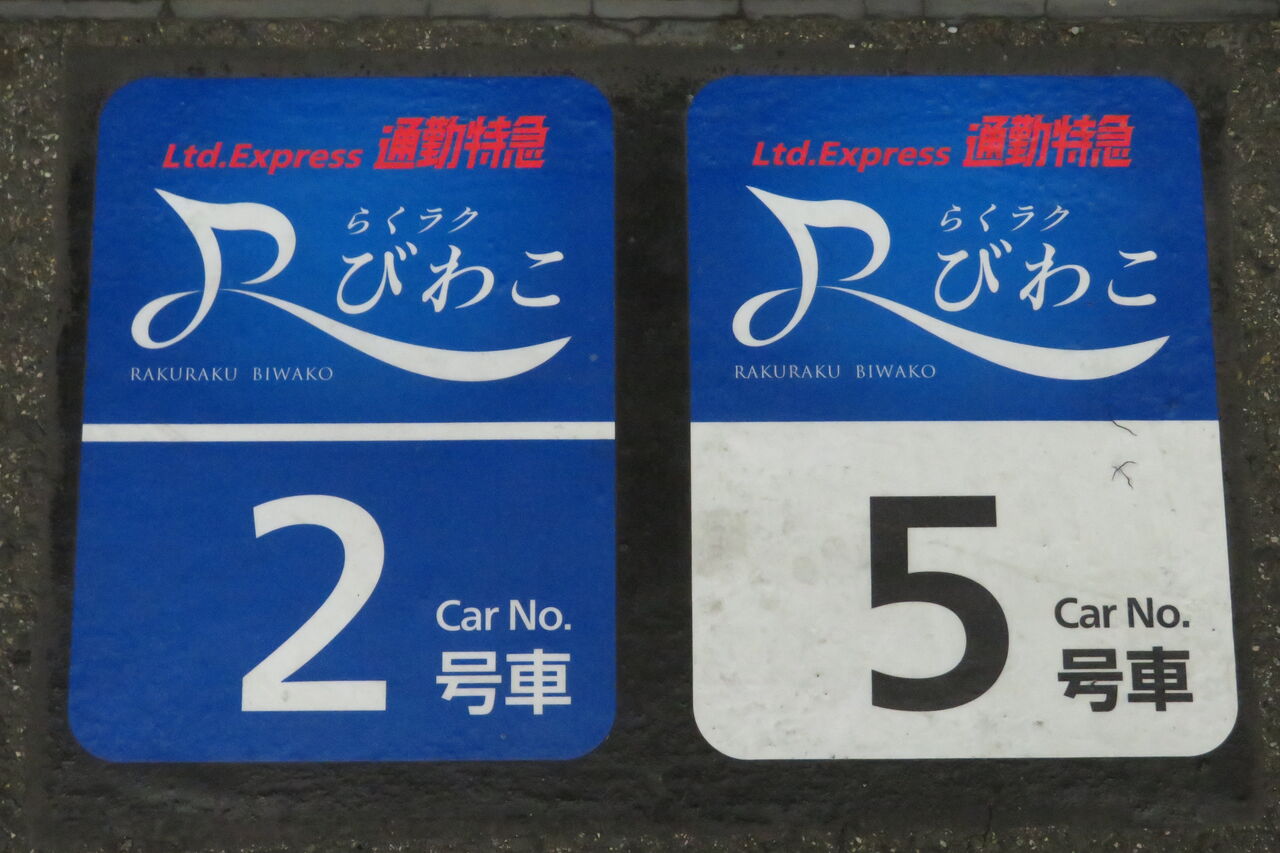 Ltd.Express 通勤特急
R らくラク
びわこ
RAKURAKU BIWAKO
2 Car No.
号車
Ltd.Express 通勤特急
R らくラク
びわこ
RAKURAKU BIWAKO
5 Car No.
号車